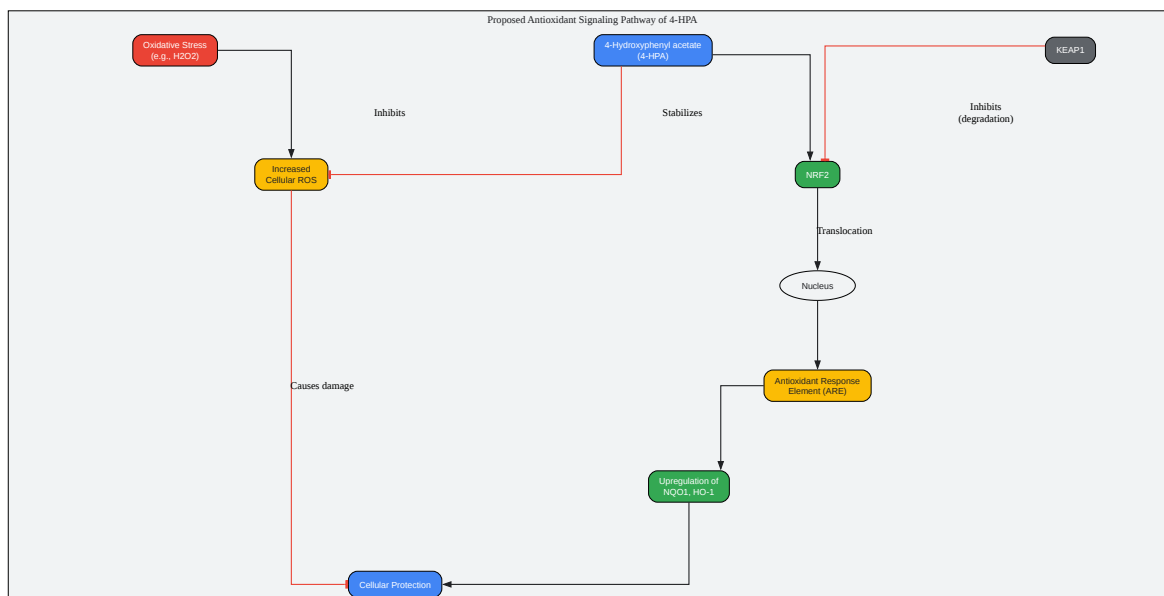 Proposed Antioxidant Signaling Pathway of 4-HPA
Oxidative Stress
(e.g., H2O2)
4-Hydroxyphenyl acetate
(4-HPA)
KEAP1
Inhibits
Stabilizes
Inhibits
(degradation)
Increased
Cellular ROS
NRF2
Translocation
Nucleus
Causes damage
Antioxidant Response
Element (ARE)
Upregulation of
NQO1, HO-1
Cellular Protection